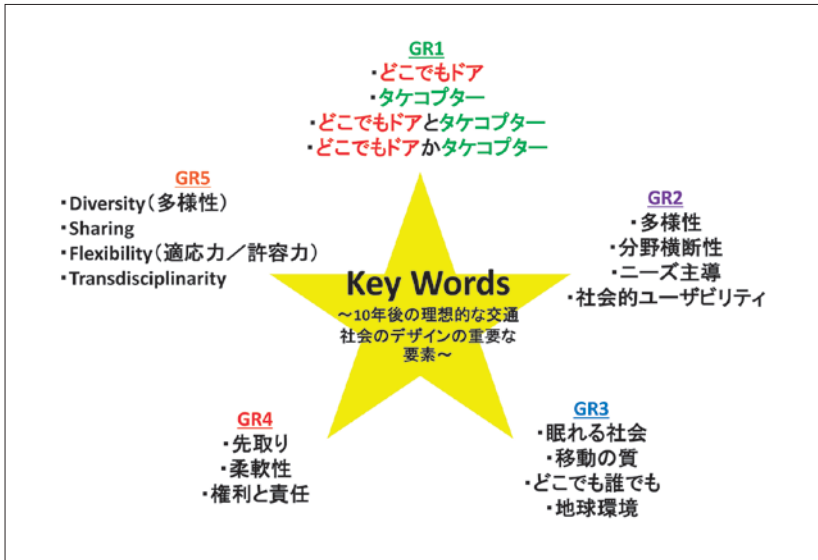 GR1
・どこでもドア
・タケコプター
・どこでもドアとタケコプター
・どこでもドアかタケコプター
GR5
・Diversity(多様性)
・Sharing
・Flexibility(適応力/許容力)
・Transdisciplinarity
GR2
・多様性
・分野横断性
・ニーズ主導
・社会的ユーザビリティ
Key Words
~10年後の理想的な交通
社会のデザインの重要な
要素~
GR4
・先取り
・柔軟性
・権利と責任
GR3
・眠れる社会
・移動の質
・どこでも誰でも
・地球環境